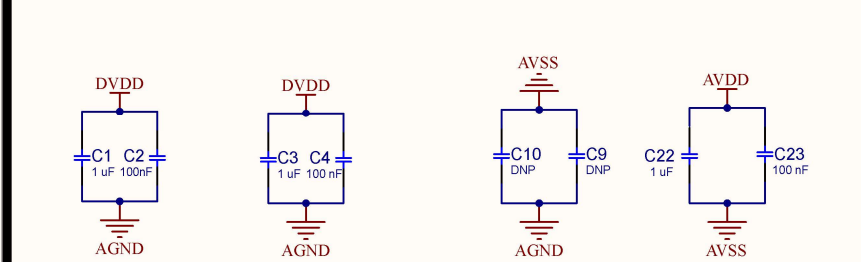 AVSS
DVDD
DVDD
AVDD
C1 C2
1 uF 100nF
C3 C4
1 uF 100 nF
C10 C9
DNP DNP
C22 C23
1 uF 100 nF
AGND
AGND
AGND
AVSS